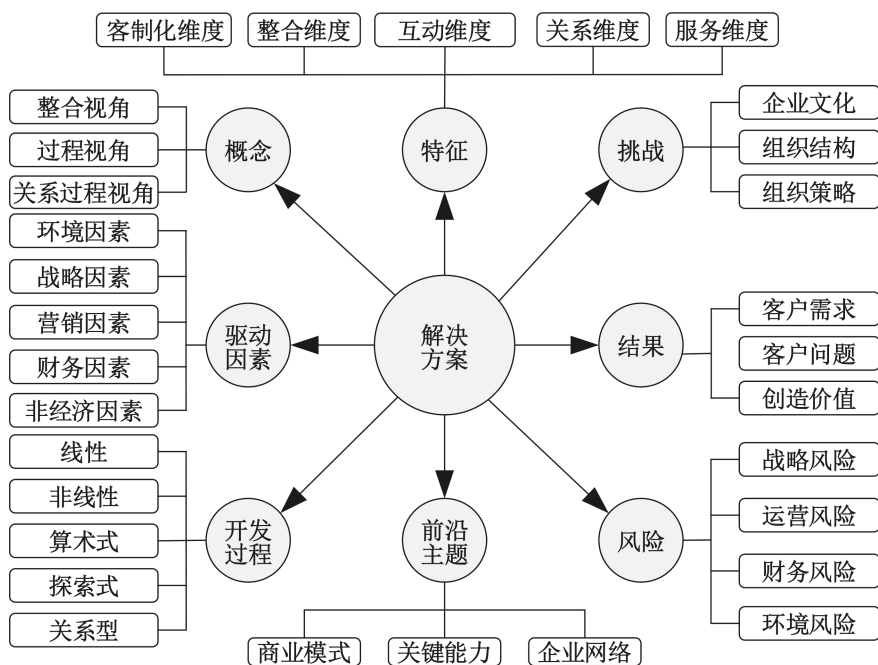 客制化维度
整合维度
互动维度
关系维度
服务维度
整合视角
过程视角
关系过程视角
概念
特征
挑战
企业文化
组织结构
组织策略
环境因素
战略因素
营销因素
财务因素
非经济因素
驱动
因素
解决
方案
结果
客户需求
客户问题
创造价值
线性
非线性
算术式
探索式
关系型
开发
过程
前沿
主题
风险
战略风险
运营风险
财务风险
环境风险
商业模式
关键能力
企业网络